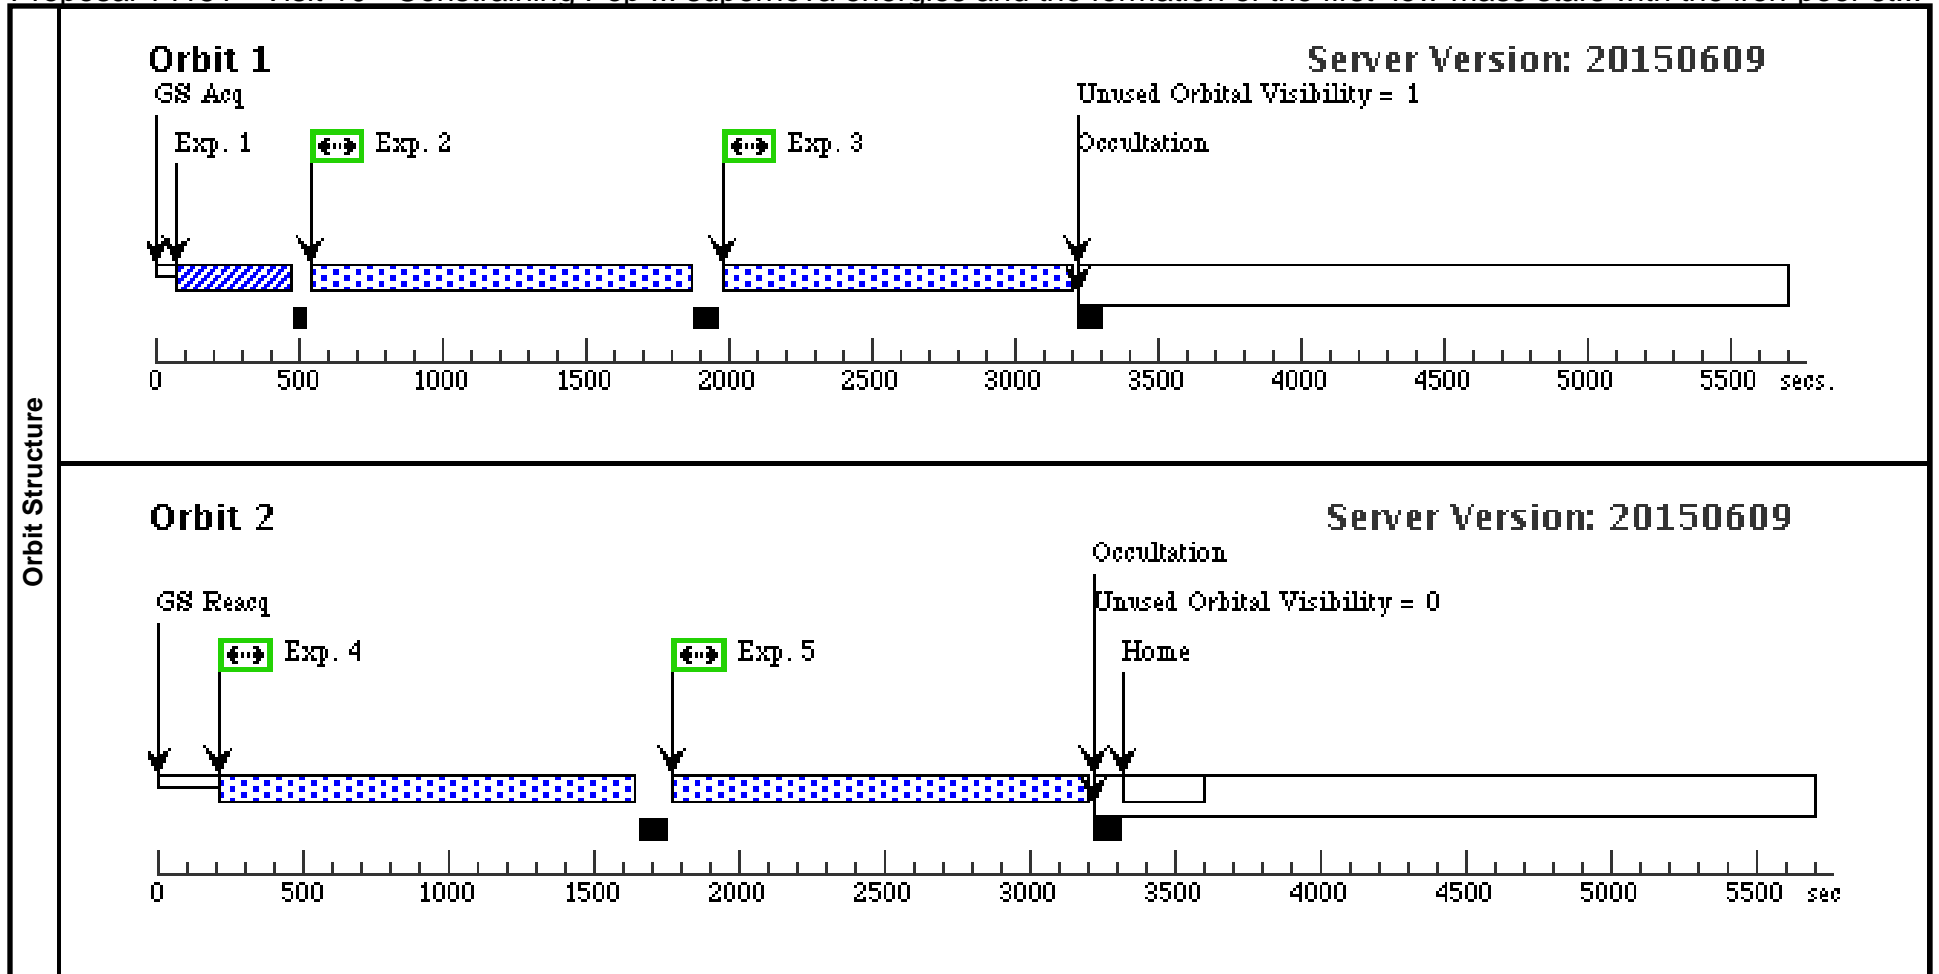 Orbit Structure
Orbit 1
Server Version: 20150609
GS Acq
Unused Orbital Visibility = 1
Exp. 1
Exp. 2
Exp. 3
Occultation
0 500 1000 1500 2000 2500 3000 3500 4000 4500 5000 5500 secs.
Orbit 2
Server Version: 20150609
Occultation
GS Reacq
Unused Orbital Visibility = 0
Exp. 4
Exp. 5
Home
0 500 1000 1500 2000 2500 3000 3500 4000 4500 5000 5500 sec